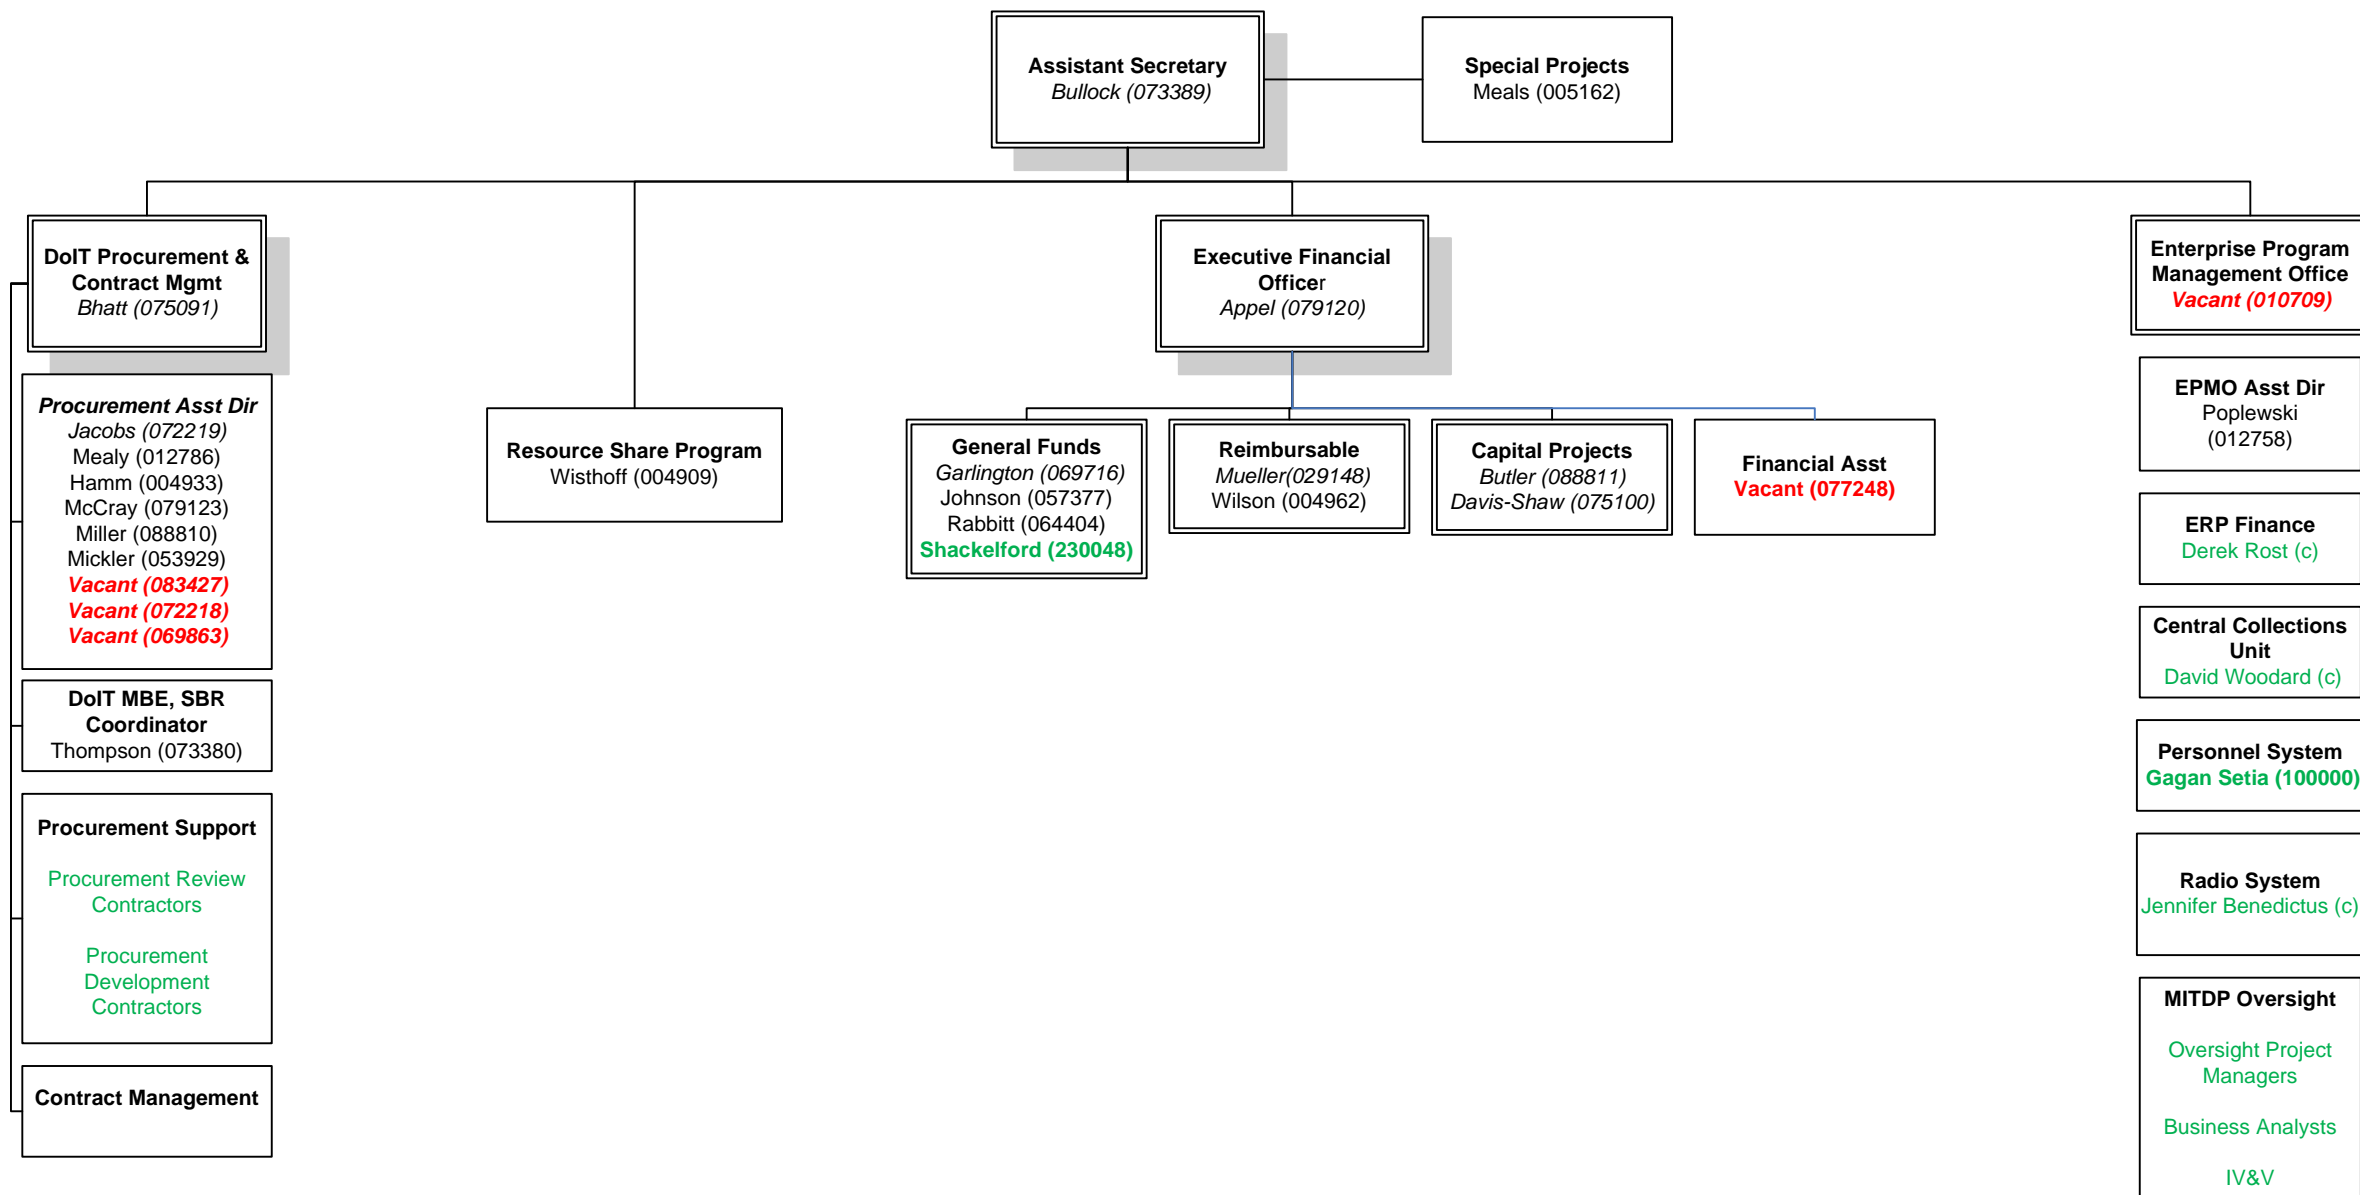 Assistant Secretary
Bullock (073389)
Special Projects
Meals (005162)
DoIT Procurement &
Contract Mgmt
Bhatt (075091)
Executive Financial
Officer
Appel (079120)
Enterprise Program
Management Office
Vacant (010709)
Procurement Asst Dir
Jacobs (072219)
Mealy (012786)
Hamm (004933)
McCray (079123)
Miller (088810)
Mickler (053929)
Vacant (083427)
Vacant (072218)
Vacant (069863)
DoIT MBE, SBR
Coordinator
Thompson (073380)
Procurement Support
Procurement Review
Contractors
Procurement
Development
Contractors
Contract Management
Resource Share Program
Wisthoff (004909)
General Funds
Garlington (069716)
Johnson (057377)
Rabbitt (064404)
Shackelford (230048)
Reimbursable
Mueller(029148)
Wilson (004962)
Capital Projects
Butler (088811)
Davis-Shaw (075100)
Financial Asst
Vacant (077248)
EPMO Asst Dir
Poplewski
(012758)
ERP Finance
Derek Rost (c)
Central Collections
Unit
David Woodard (c)
Personnel System
Gagan Setia (100000)
Radio System
Jennifer Benedictus (c)
MITDP Oversight
Oversight Project
Managers
Business Analysts
IV&V